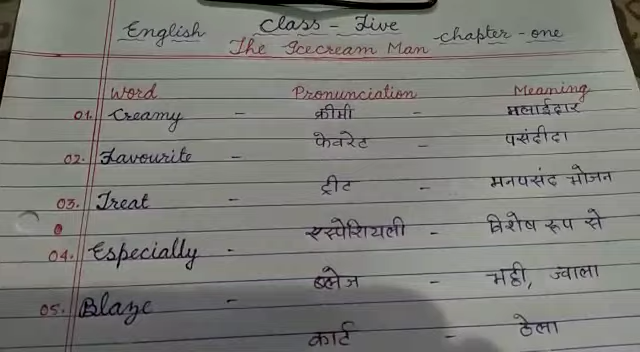 English Class - Five chapter - one
The Icecream Man
Word Pronunciation Meaning
01. Creamy - क्रीमी - मलाईदार
02. Favourite - फेवरेट - पसंदीदा
03. Treat - ट्रीट - मनपसंद भोजन
04. Especially - एस्पेशियली - विशेष रूप से
05. Blaze - ब्लेज - भट्टी, ज्वाला
कार्ट - ठेला